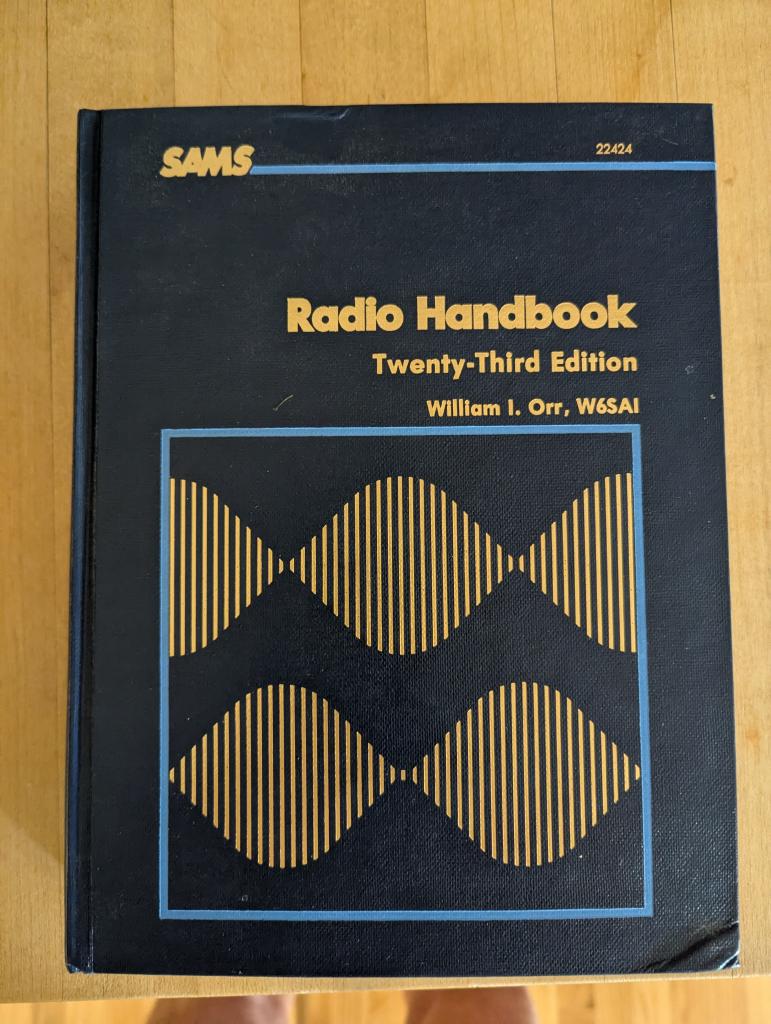 SAMS
22424
Radio Handbook
Twenty-Third Edition
William I. Orr, W6SAI